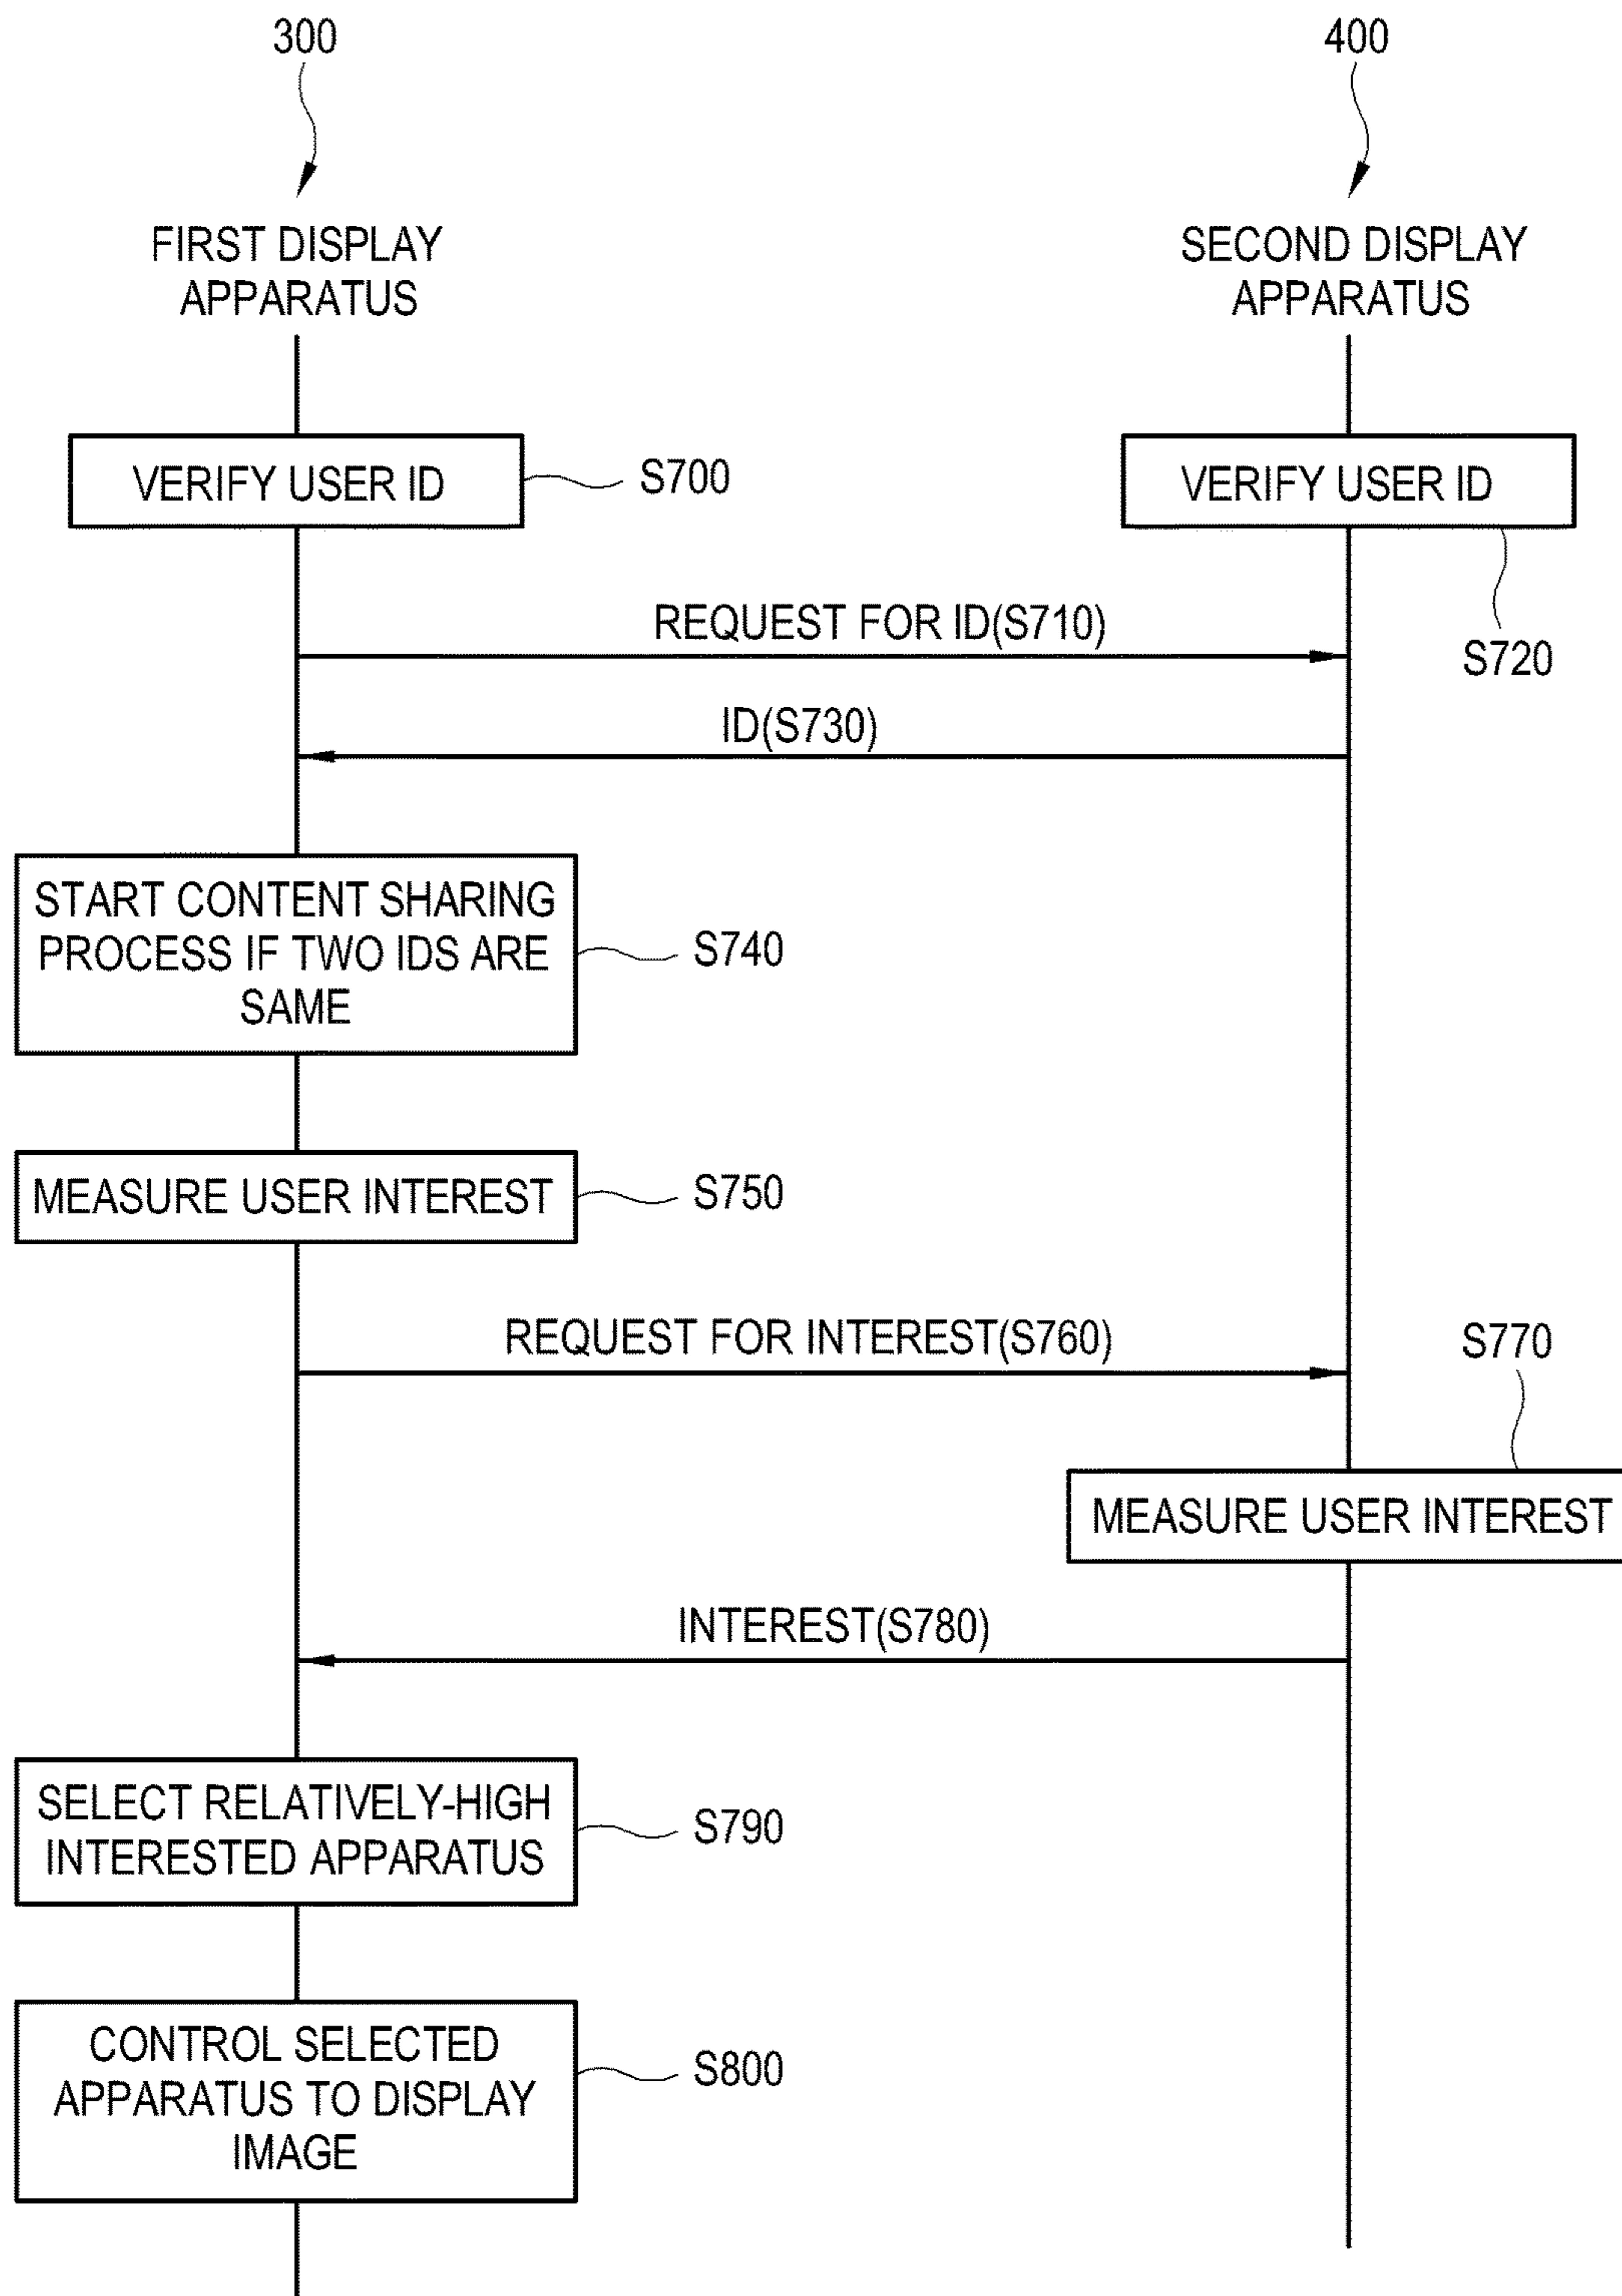 300
400
FIRST DISPLAY
APPARATUS
SECOND DISPLAY
APPARATUS
VERIFY USER ID
S700
VERIFY USER ID
REQUEST FOR ID(S710)
S720
ID(S730)
START CONTENT SHARING
PROCESS IF TWO IDS ARE
SAME
S740
MEASURE USER INTEREST
S750
REQUEST FOR INTEREST(S760)
S770
MEASURE USER INTEREST
INTEREST(S780)
SELECT RELATIVELY-HIGH
INTERESTED APPARATUS
S790
CONTROL SELECTED
APPARATUS TO DISPLAY
IMAGE
S800